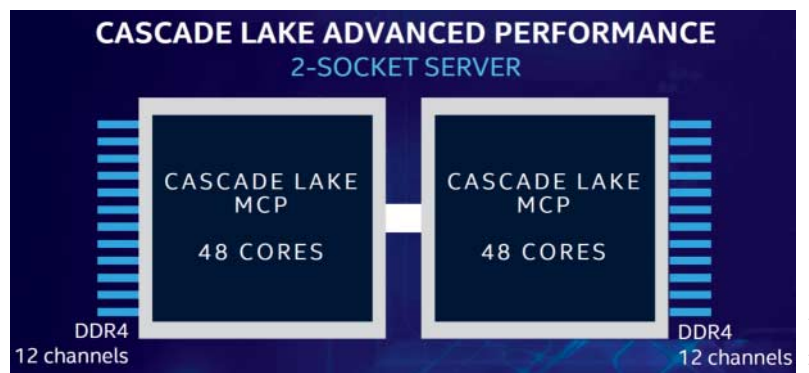 CASCADE LAKE ADVANCED PERFORMANCE
2-SOCKET SERVER
CASCADE LAKE
MCP
48 CORES
CASCADE LAKE
MCP
48 CORES
DDR4
12 channels
DDR4
12 channels